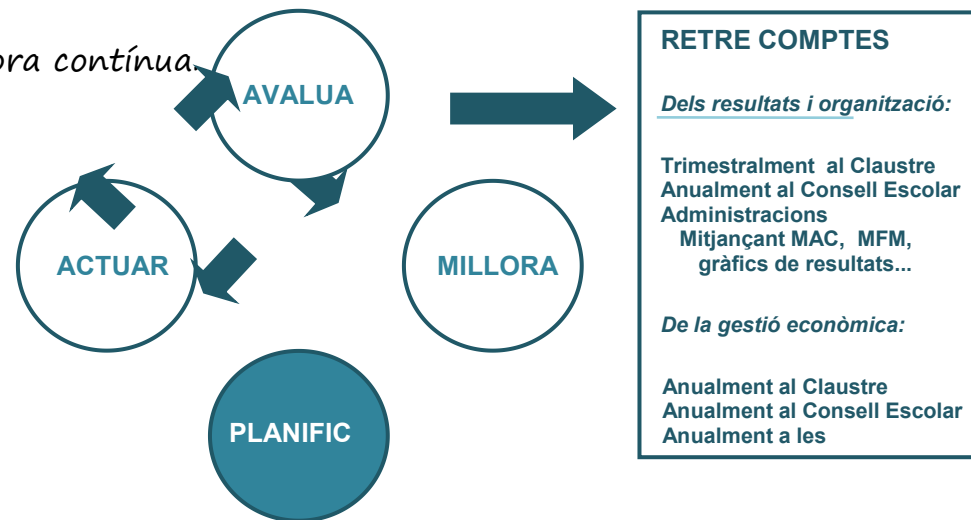 ora contínua.
AVALUA
ACTUAR
MILLORA
PLANIFIC
RETRE COMPTES
Dels resultats i organització:
Trimestralment al Claustre
Anualment al Consell Escolar
Administracions
Mitjançant MAC, MFM,
gràfics de resultats...
De la gestió econòmica:
Anualment al Claustre
Anualment al Consell Escolar
Anualment a les